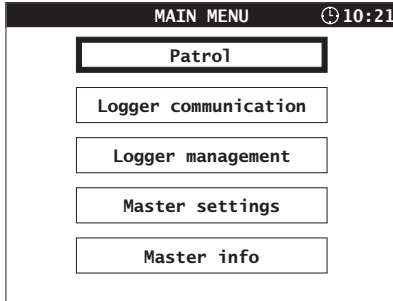 MAIN MENU 10:21
Patrol
Logger communication
Logger management
Master settings
Master info